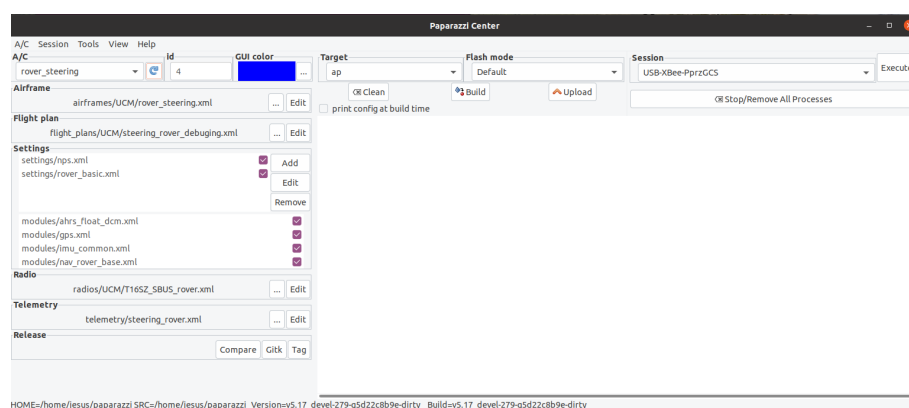 Paparazzi Center
A/C Session Tools View Help
A/C Id GUI color Target Flash mode Session
rover_steering 4 ... ap Default USB-XBee-PprzGCS Execute
Airframe
airframes/UCM/rover_steering.xml ... Edit
Clean Build Upload
Stop/Remove All Processes
print config at build time
Flight plan
flight_plans/UCM/steering_rover_debuging.xml ... Edit
Settings
settings/nps.xml
settings/rover_basic.xml
Add
Edit
Remove
modules/ahrs_float_dcm.xml
modules/gps.xml
modules/imu_common.xml
modules/nav_rover_base.xml
Radio
radios/UCM/T16SZ_SBUS_rover.xml ... Edit
Telemetry
telemetry/steering_rover.xml ... Edit
Release
Compare Gitk Tag
HOME=/home/jesus/paparazzi SRC=/home/jesus/paparazzi Version=v5.17_devel-279-g5d22c8b9e-dirty Build=v5.17_devel-279-g5d22c8b9e-dirty